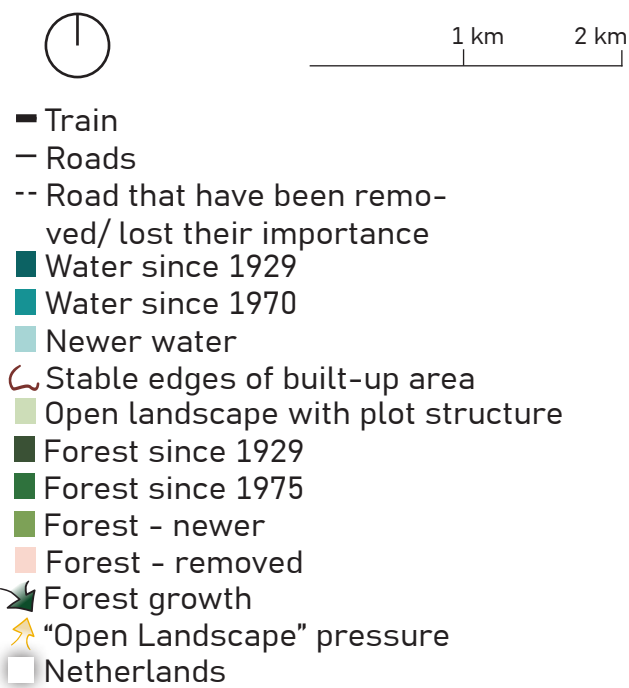 1 km 2 km
Train
Roads
Road that have been remo-
ved/ lost their importance
Water since 1929
Water since 1970
Newer water
Stable edges of built-up area
Open landscape with plot structure
Forest since 1929
Forest since 1975
Forest - newer
Forest - removed
Forest growth
“Open Landscape” pressure
Netherlands